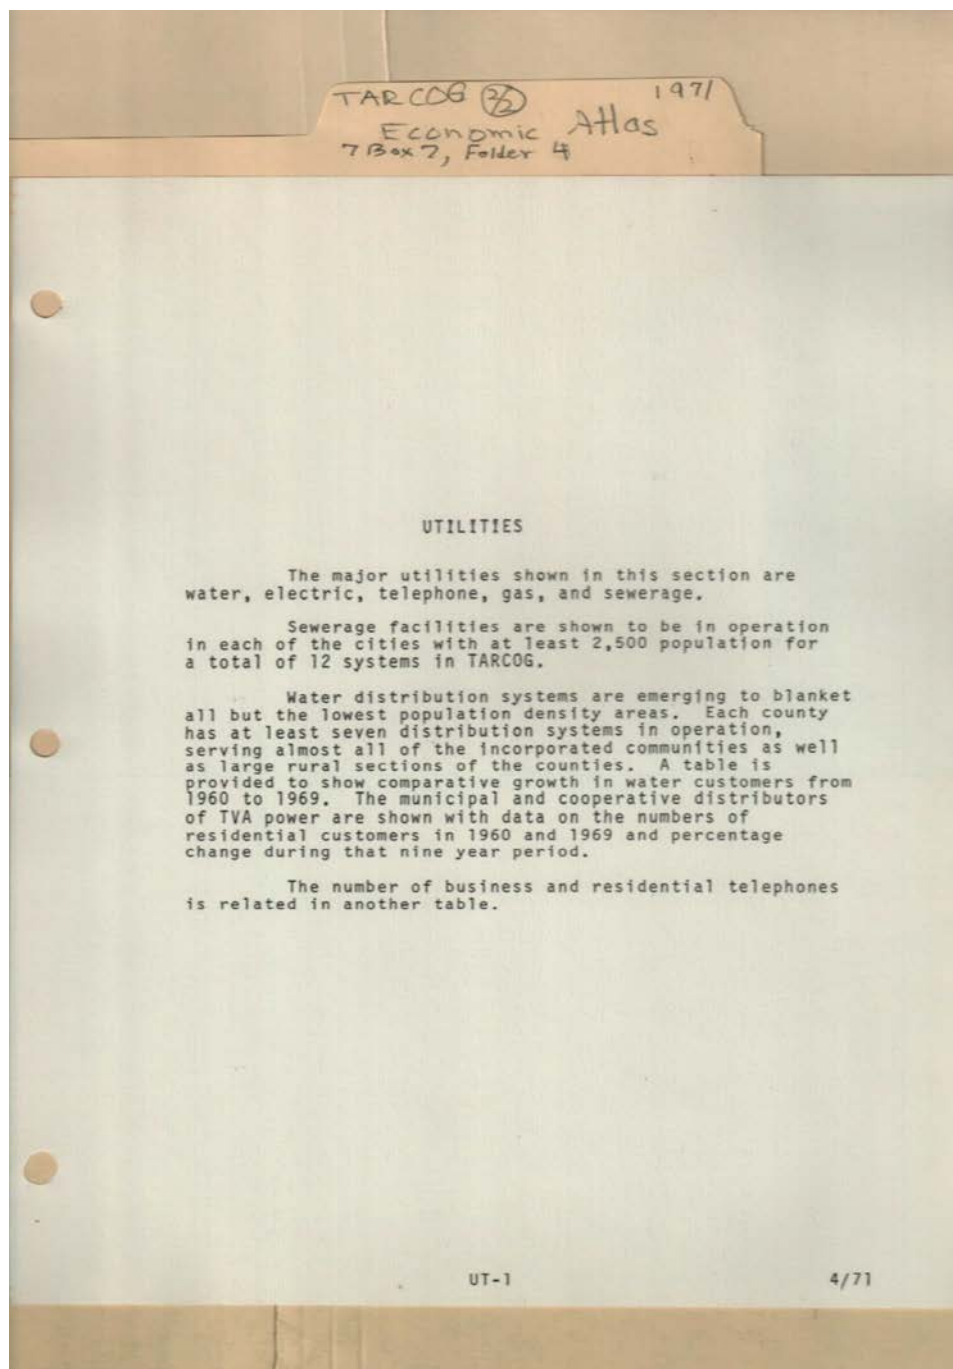 TARCOG 2/2 1971
Economic Atlas
7 Box 7, Folder 4
UTILITIES
The major utilities shown in this section are
water, electric, telephone, gas, and sewerage.
Sewerage facilities are shown to be in operation
in each of the cities with at least 2,500 population for
a total of 12 systems in TARCOG.
Water distribution systems are emerging to blanket
all but the lowest population density areas. Each county
has at least seven distribution systems in operation,
serving almost all of the incorporated communities as well
as large rural sections of the counties. A table is
provided to show comparative growth in water customers from
1960 to 1969. The municipal and cooperative distributors
of TVA power are shown with data on the numbers of
residential customers in 1960 and 1969 and percentage
change during that nine year period.
The number of business and residential telephones
is related in another table.
UT-1 4/71